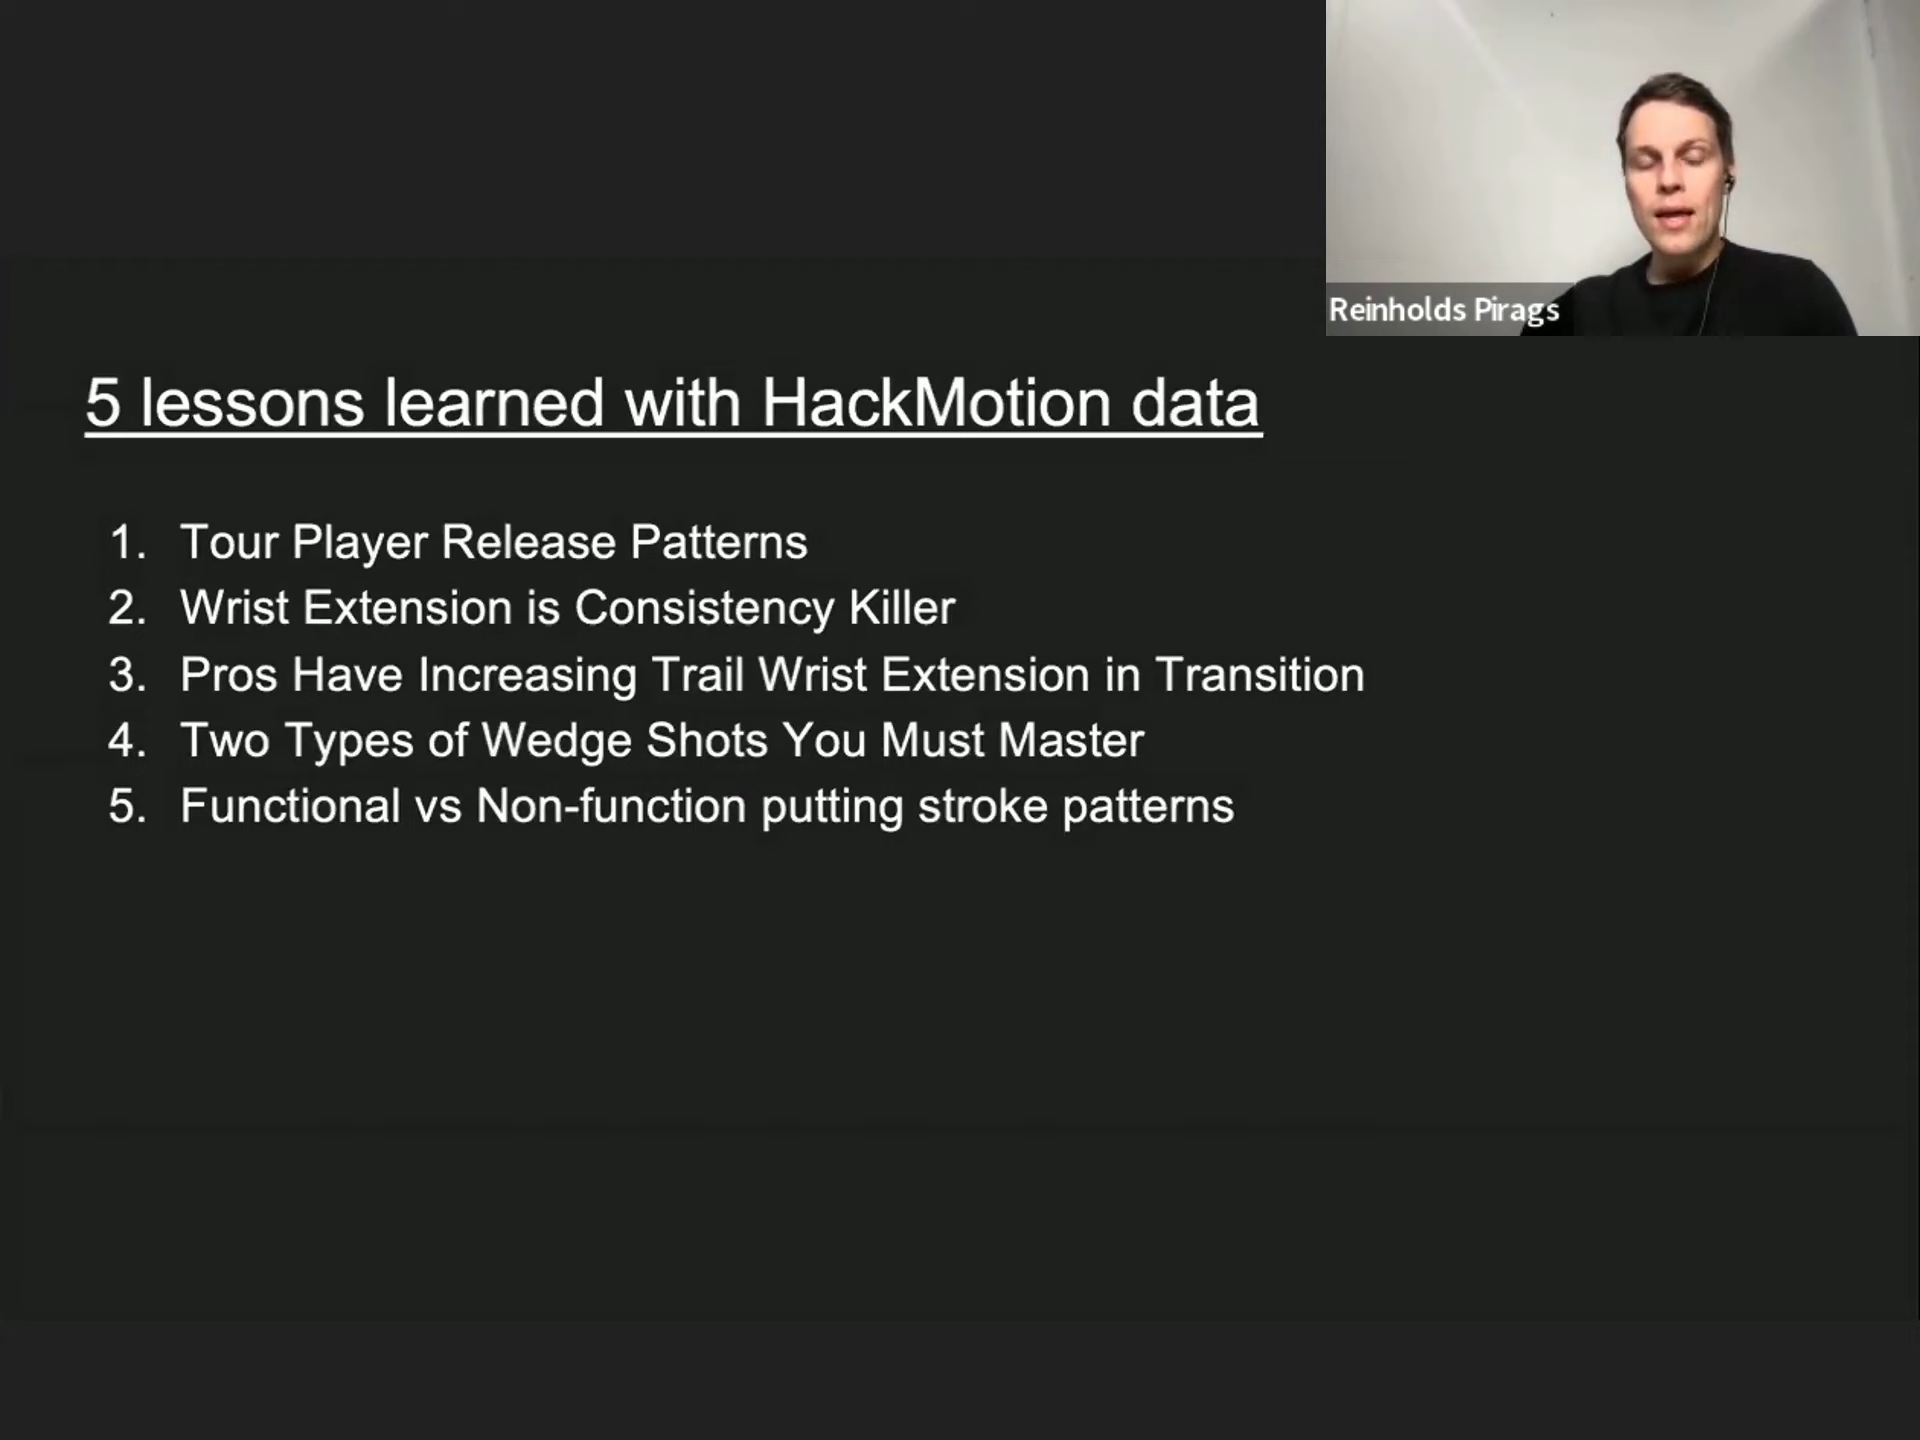 Reinholds Pirags
5 lessons learned with HackMotion data
1. Tour Player Release Patterns
2. Wrist Extension is Consistency Killer
3. Pros Have Increasing Trail Wrist Extension in Transition
4. Two Types of Wedge Shots You Must Master
5. Functional vs Non-function putting stroke patterns